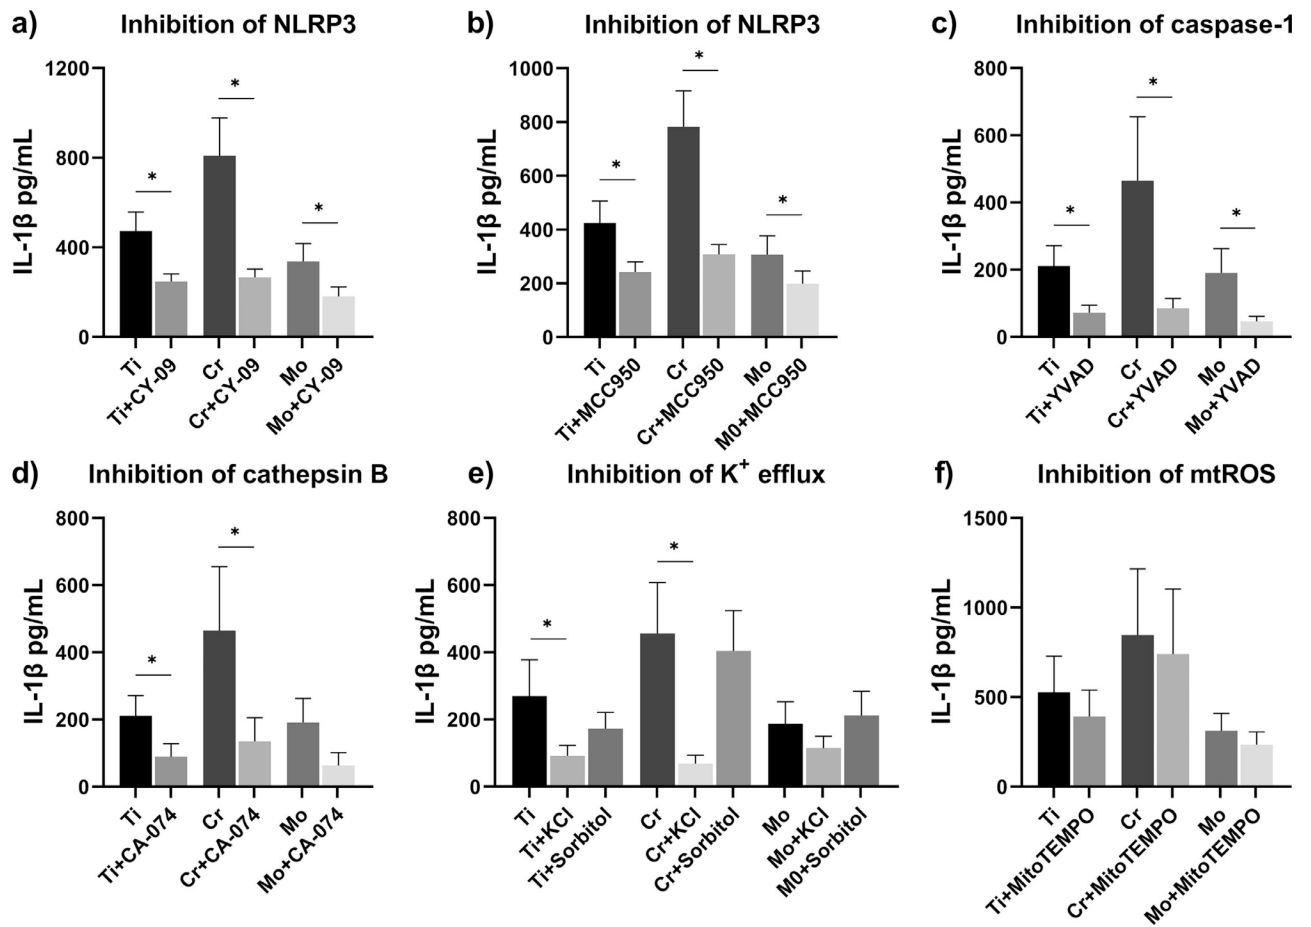 a) Inhibition of NLRP3
IL-1β pg/mL
1200
800
400
0
*
*
*
Ti
Ti+CY-09
Cr
Cr+CY-09
Mo
Mo+CY-09
b) Inhibition of NLRP3
IL-1β pg/mL
1000
800
600
400
200
0
*
*
*
Ti
Ti+MCC950
Cr
Cr+MCC950
Mo
M0+MCC950
c) Inhibition of caspase-1
IL-1β pg/mL
800
600
400
200
0
*
*
*
Ti
Ti+YVAD
Cr
Cr+YVAD
Mo
Mo+YVAD
d) Inhibition of cathepsin B
IL-1β pg/mL
800
600
400
200
0
*
*
Ti
Ti+CA-074
Cr
Cr+CA-074
Mo
Mo+CA-074
e) Inhibition of K⁺ efflux
IL-1β pg/mL
800
600
400
200
0
*
*
Ti
Ti+KCl
Ti+Sorbitol
Cr
Cr+KCl
Cr+Sorbitol
Mo
Mo+KCl
M0+Sorbitol
f) Inhibition of mtROS
IL-1β pg/mL
1500
1000
500
0
Ti
Ti+MitoTEMPO
Cr
Cr+MitoTEMPO
Mo
Mo+MitoTEMPO